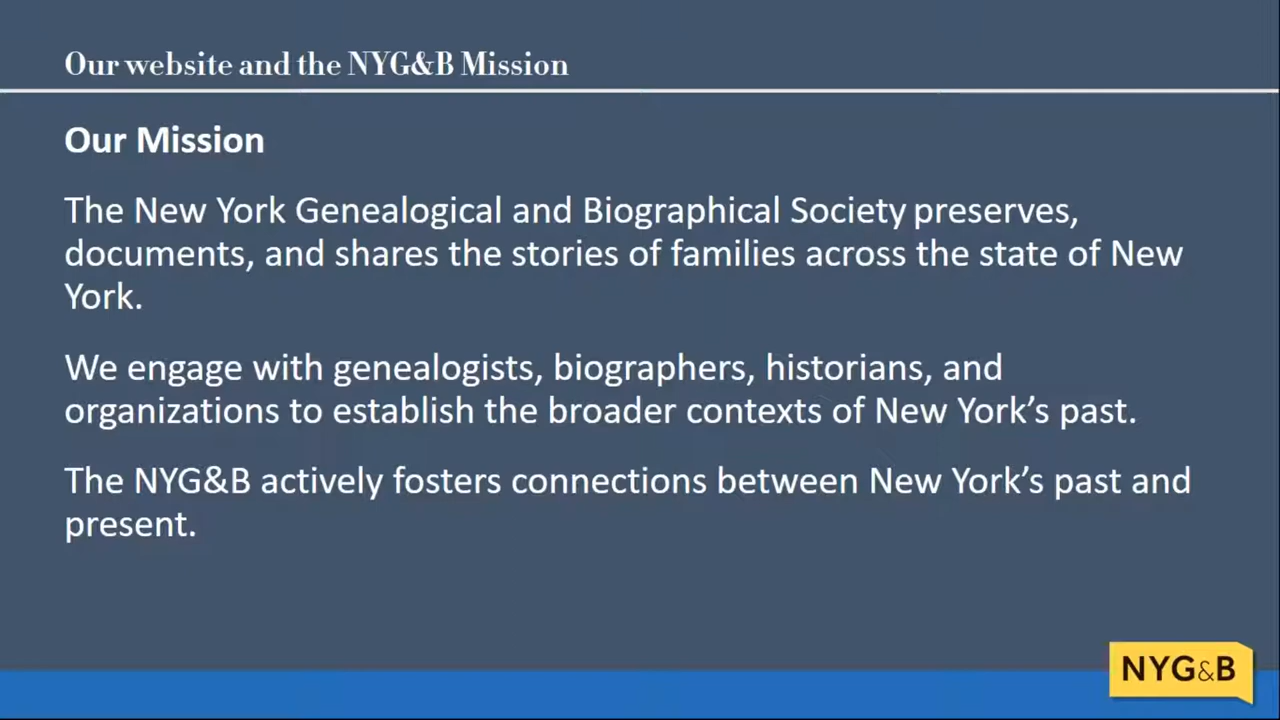 Our website and the NYG&B Mission
Our Mission
The New York Genealogical and Biographical Society preserves,
documents, and shares the stories of families across the state of New
York.
We engage with genealogists, biographers, historians, and
organizations to establish the broader contexts of New York’s past.
The NYG&B actively fosters connections between New York’s past and
present.
NYG&B